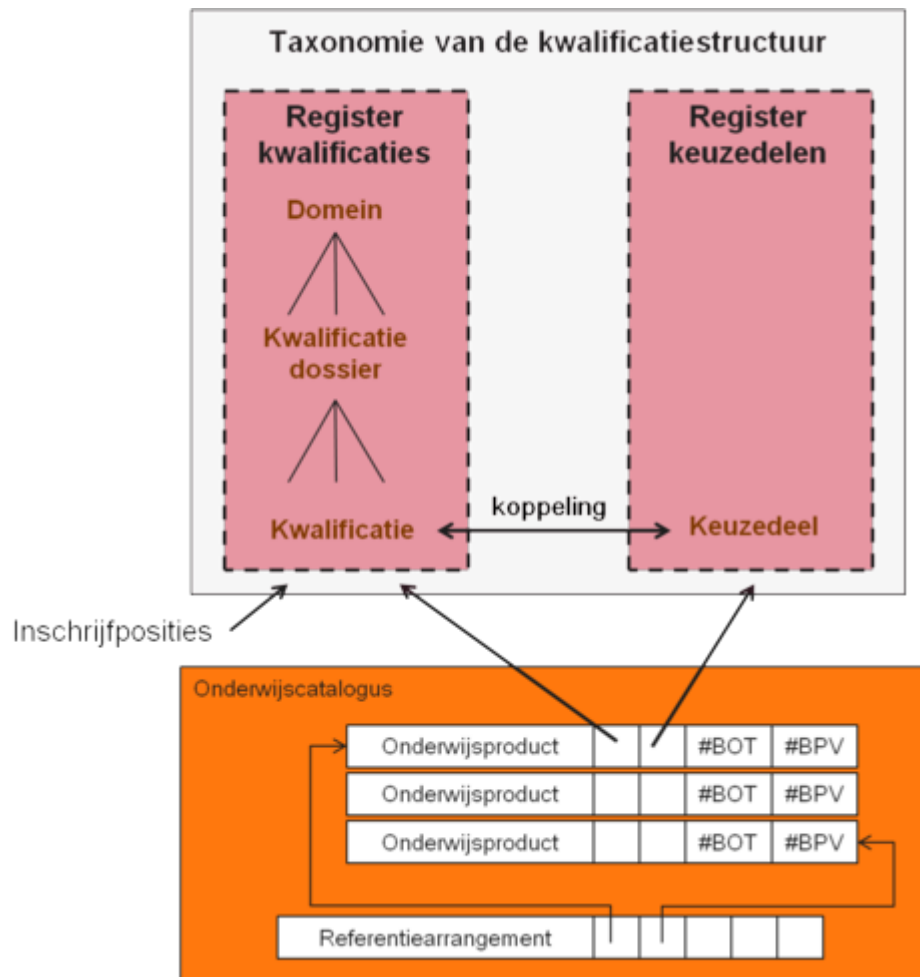 Taxonomie van de kwalificatiestructuur
Register
kwalificaties
Register
keuzedelen
Domein
Kwalificatie
dossier
koppeling
Kwalificatie
Keuzedeel
Inschrijfposities
Onderwijscatalogus
Onderwijsproduct #BOT #BPV
Onderwijsproduct #BOT #BPV
Onderwijsproduct #BOT #BPV
Referentiearrangement